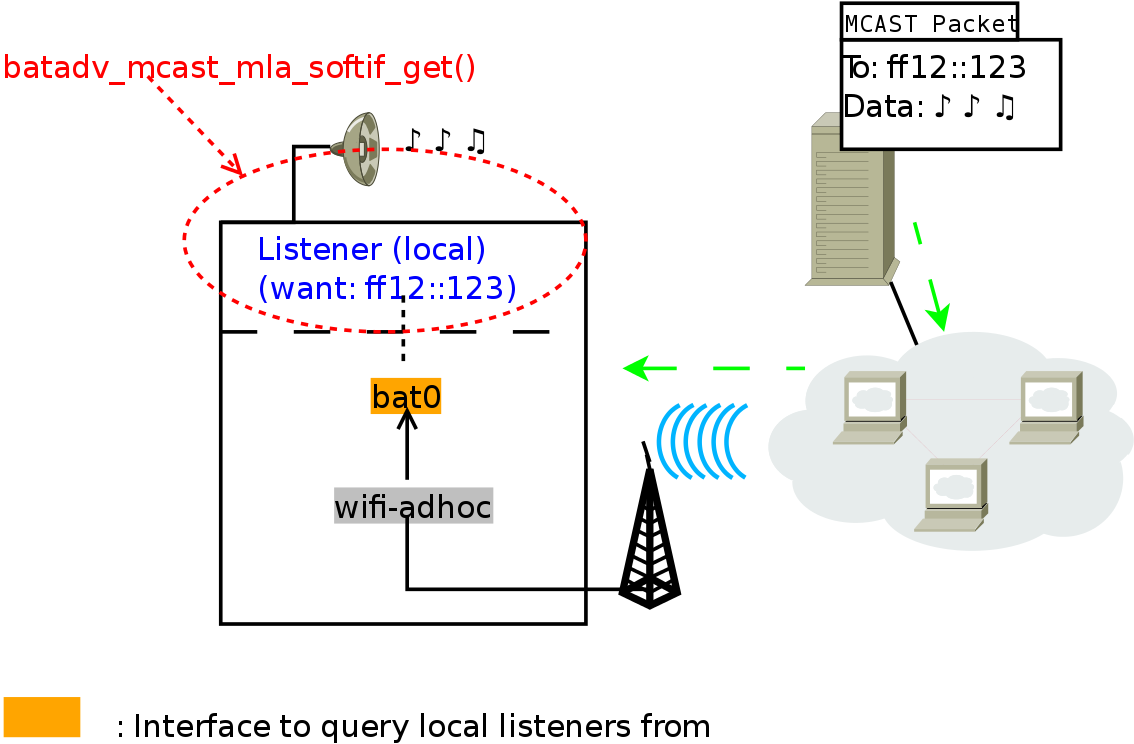 MCAST Packet
To: ff12::123
Data: ♪ ♪ ♫
batadv_mcast_mla_softif_get()
♪ ♪ ♫
Listener (local)
(want: ff12::123)
bat0
wifi-adhoc
: Interface to query local listeners from